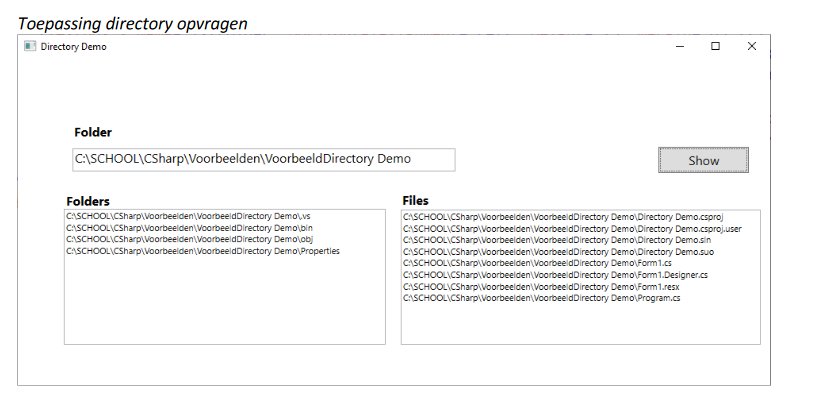 Toepassing directory opvragen
Directory Demo
Folder
C:\SCHOOL\CSharp\Voorbeelden\VoorbeeldDirectory Demo
Show
Folders
C:\SCHOOL\CSharp\Voorbeelden\VoorbeeldDirectory Demo\.vs
C:\SCHOOL\CSharp\Voorbeelden\VoorbeeldDirectory Demo\bin
C:\SCHOOL\CSharp\Voorbeelden\VoorbeeldDirectory Demo\obj
C:\SCHOOL\CSharp\Voorbeelden\VoorbeeldDirectory Demo\Properties
Files
C:\SCHOOL\CSharp\Voorbeelden\VoorbeeldDirectory Demo\Directory Demo.csproj
C:\SCHOOL\CSharp\Voorbeelden\VoorbeeldDirectory Demo\Directory Demo.csproj.user
C:\SCHOOL\CSharp\Voorbeelden\VoorbeeldDirectory Demo\Directory Demo.sln
C:\SCHOOL\CSharp\Voorbeelden\VoorbeeldDirectory Demo\Directory Demo.suo
C:\SCHOOL\CSharp\Voorbeelden\VoorbeeldDirectory Demo\Form1.cs
C:\SCHOOL\CSharp\Voorbeelden\VoorbeeldDirectory Demo\Form1.Designer.cs
C:\SCHOOL\CSharp\Voorbeelden\VoorbeeldDirectory Demo\Form1.resx
C:\SCHOOL\CSharp\Voorbeelden\VoorbeeldDirectory Demo\Program.cs